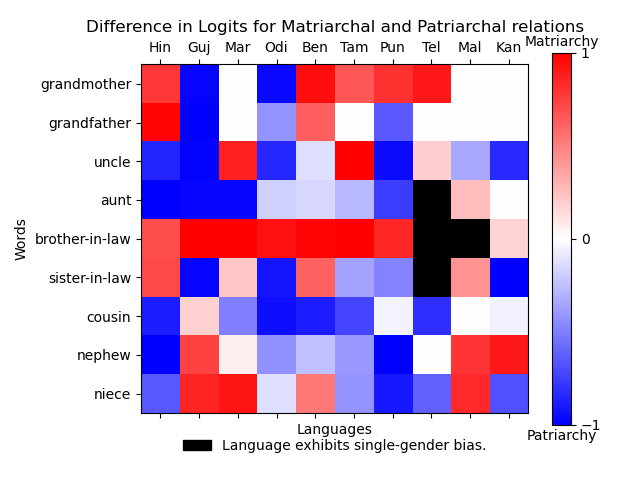 Difference in Logits for Matriarchal and Patriarchal relations
Hin Guj Mar Odi Ben Tam Pun Tel Mal Kan
Matriarchy
1
grandmother
grandfather
uncle
aunt
brother-in-law
sister-in-law
cousin
nephew
niece
Words
0
−1
Patriarchy
Languages
Language exhibits single-gender bias.